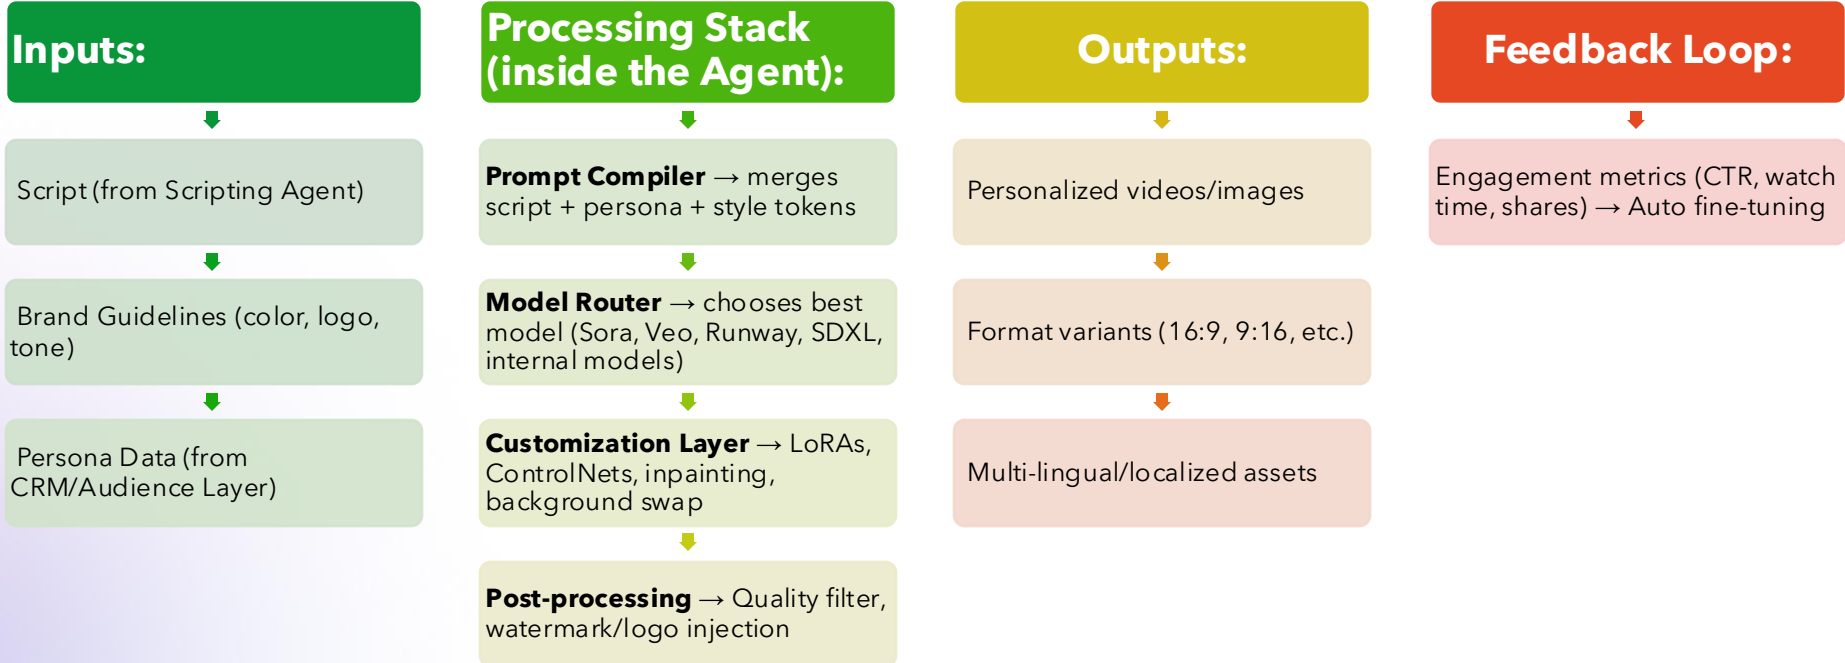 Inputs:
Script (from Scripting Agent)
Brand Guidelines (color, logo,
tone)
Persona Data (from
CRM/Audience Layer)
Processing Stack
(inside the Agent):
Prompt Compiler → merges
script + persona + style tokens
Model Router → chooses best
model (Sora, Veo, Runway, SDXL,
internal models)
Customization Layer → LoRAs,
ControlNets, inpainting,
background swap
Post-processing → Quality filter,
watermark/logo injection
Outputs:
Personalized videos/images
Format variants (16:9, 9:16, etc.)
Multi-lingual/localized assets
Feedback Loop:
Engagement metrics (CTR, watch
time, shares) → Auto fine-tuning